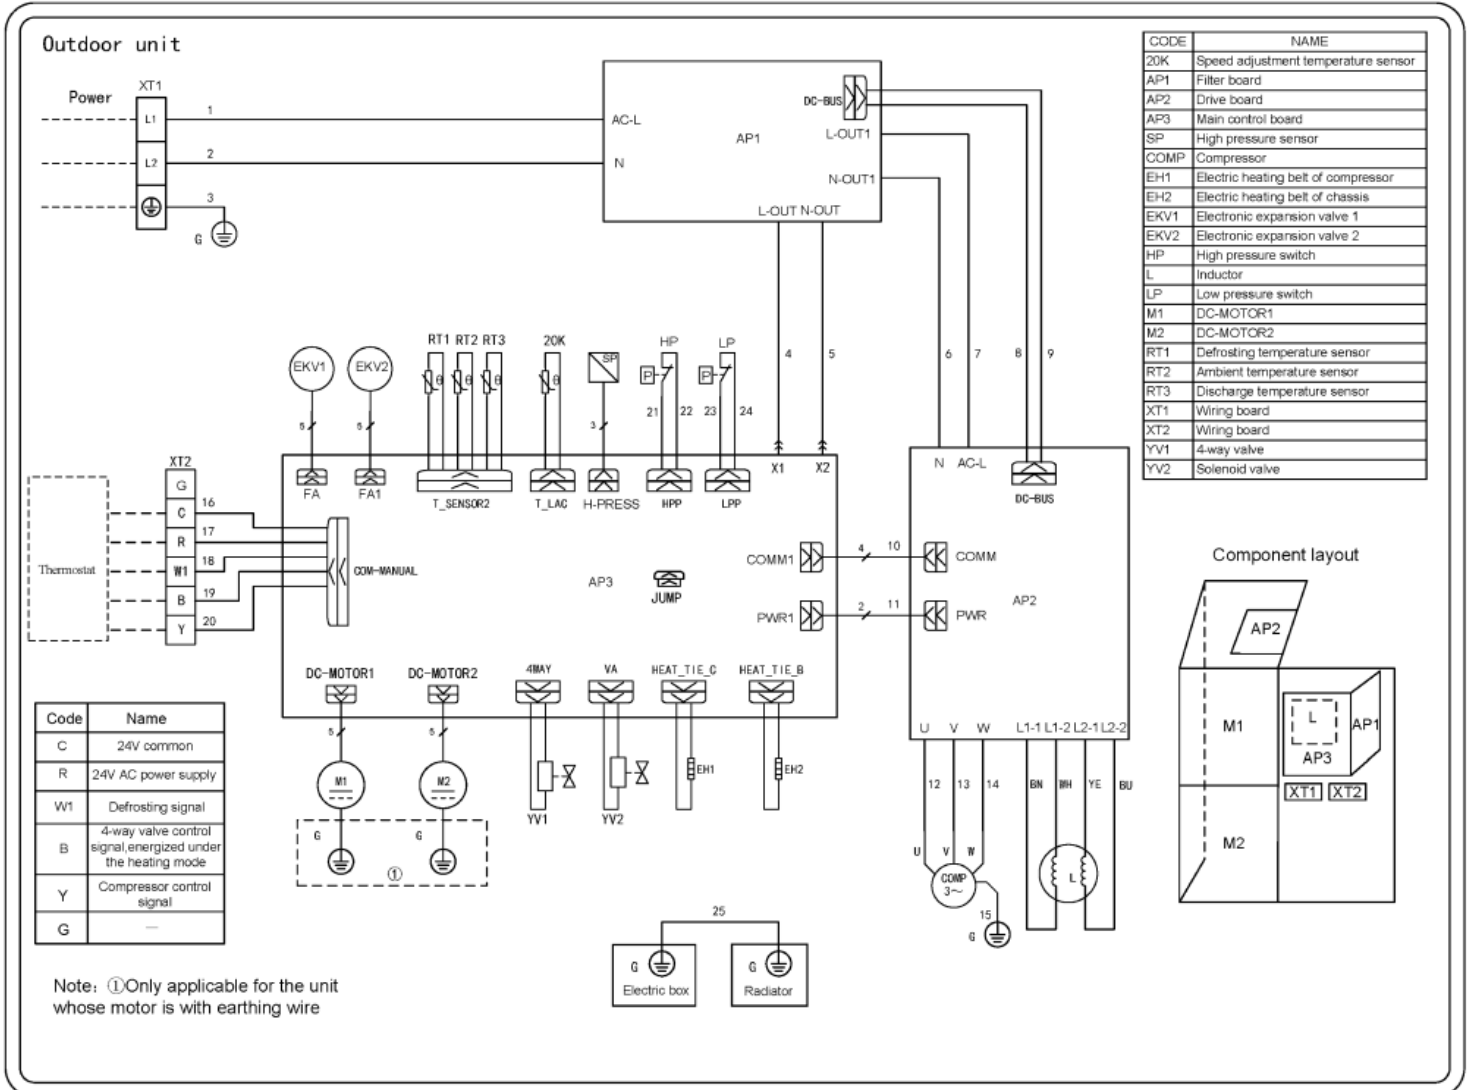 Outdoor unit
Power
XT1
L1
L2
1
2
3
G
AC-L
N
AP1
DC-BUS
L-OUT1
N-OUT1
L-OUT N-OUT
CODE NAME
20K Speed adjustment temperature sensor
AP1 Filter board
AP2 Drive board
AP3 Main control board
SP High pressure sensor
COMP Compressor
EH1 Electric heating belt of compressor
EH2 Electric heating belt of chassis
EKV1 Electronic expansion valve 1
EKV2 Electronic expansion valve 2
HP High pressure switch
L Inductor
LP Low pressure switch
M1 DC-MOTOR1
M2 DC-MOTOR2
RT1 Defrosting temperature sensor
RT2 Ambient temperature sensor
RT3 Discharge temperature sensor
XT1 Wiring board
XT2 Wiring board
YV1 4-way valve
YV2 Solenoid valve
4 5 6 7 8 9
EKV1 EKV2
RT1 RT2 RT3 20K SP HP LP
θ θ θ θ
P P
21 22 23 24
5 5 3
FA FA1 T_SENSOR2 T_LAC H-PRESS HPP LPP X1 X2
N AC-L
DC-BUS
XT2
G
C 16
R 17
W1 18
B 19
Y 20
Thermostat
COM-MANUAL
AP3
JUMP
COMM1 4 10 COMM
PWR1 2 11 PWR
AP2
DC-MOTOR1 DC-MOTOR2 4WAY VA HEAT_TIE_C HEAT_TIE_B
5 5
M1 M2
G G
①
YV1 YV2 EH1 EH2
U V W L1-1 L1-2 L2-1 L2-2
12 13 14 BN WH YE BU
U V W
COMP
3～
L
15
G
Component layout
AP2
M1
L
AP1
AP3
XT1 XT2
M2
Code Name
C 24V common
R 24V AC power supply
W1 Defrosting signal
B 4-way valve control
signal,energized under
the heating mode
Y Compressor control
signal
G —
25
G G
Electric box Radiator
Note: ①Only applicable for the unit
whose motor is with earthing wire